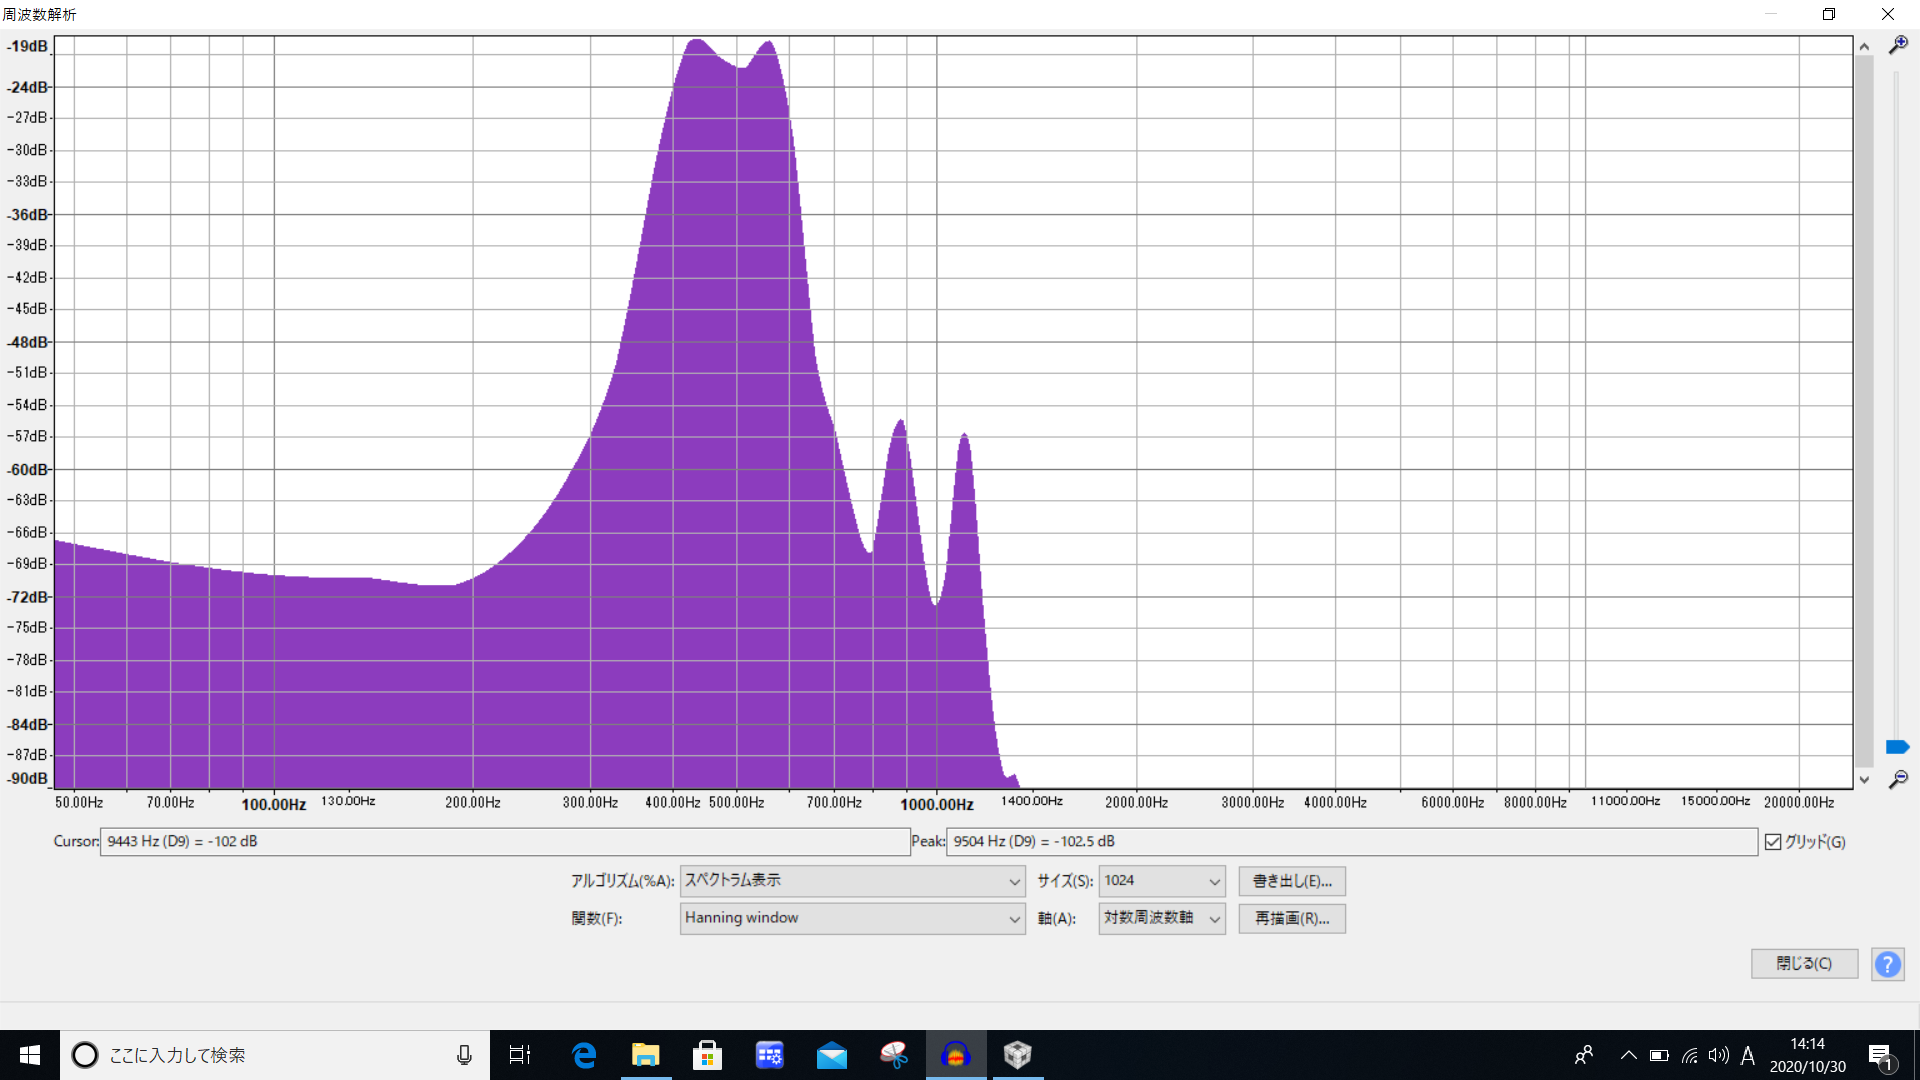 周波数解析
-19dB
-24dB
-27dB
-30dB
-33dB
-36dB
-39dB
-42dB
-45dB
-48dB
-51dB
-54dB
-57dB
-60dB
-63dB
-66dB
-69dB
-72dB
-75dB
-78dB
-81dB
-84dB
-87dB
-90dB
50.00Hz 70.00Hz 100.00Hz 130.00Hz 200.00Hz 300.00Hz 400.00Hz 500.00Hz 700.00Hz 1000.00Hz 1400.00Hz 2000.00Hz 3000.00Hz 4000.00Hz 6000.00Hz 8000.00Hz 11000.00Hz 15000.00Hz 20000.00Hz
Cursor: 9443 Hz (D9) = -102 dB Peak: 9504 Hz (D9) = -102.5 dB グリッド(G)
アルゴリズム(%A): スペクトラム表示 サイズ(S): 1024 書き出し(E)...
関数(F): Hanning window 軸(A): 対数周波数軸 再描画(R)...
閉じる(C) ?
ここに入力して検索
A
14:14
2020/10/30
1